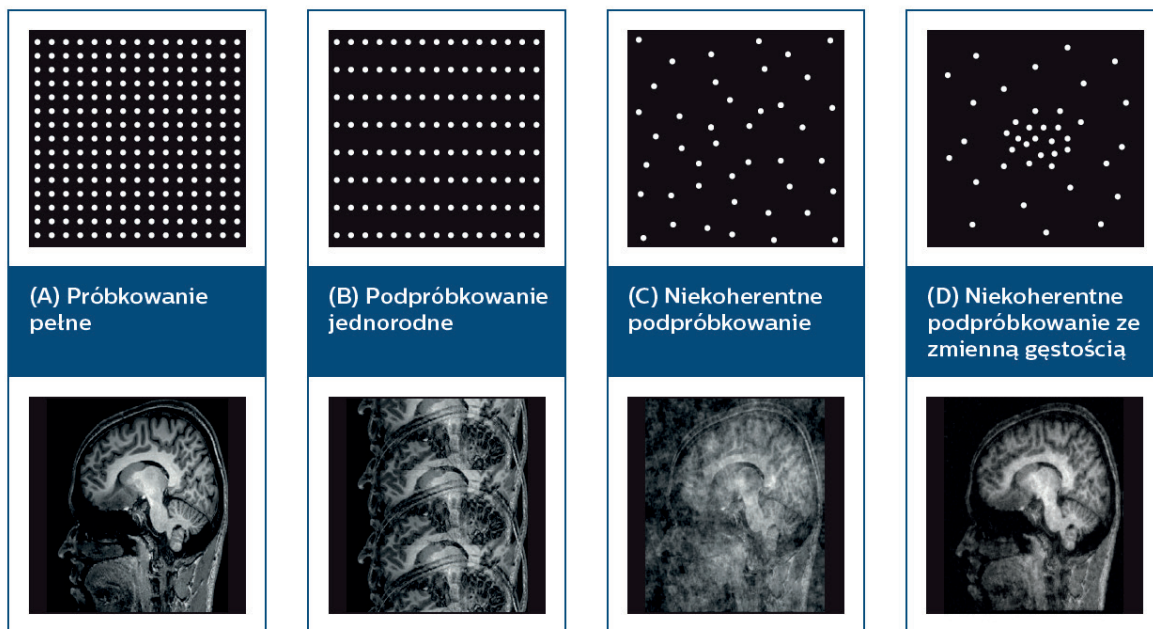 (A) Próbkowanie
pełne
(B) Podpróbkowanie
jednorodne
(C) Niekoherentne
podpróbkowanie
(D) Niekoherentne
podpróbkowanie ze
zmienną gęstością